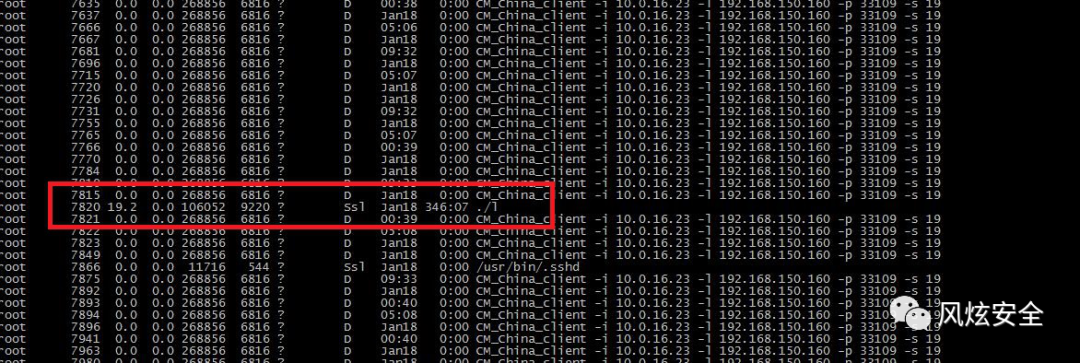 root 7635 0.0 0.0 268856 6816 ? D 00:38 0:00 CM_China_client -i 10.0.16.23 -l 192.168.150.160 -p 33109 -s 19
root 7666 0.0 0.0 268856 6816 ? D 05:06 0:00 CM_China_client -i 10.0.16.23 -l 192.168.150.160 -p 33109 -s 19
root 7667 0.0 0.0 268856 6816 ? D Jan18 0:00 CM_China_client -i 10.0.16.23 -l 192.168.150.160 -p 33109 -s 19
root 7681 0.0 0.0 268856 6816 ? D 09:32 0:00 CM_China_client -i 10.0.16.23 -l 192.168.150.160 -p 33109 -s 19
root 7696 0.0 0.0 268856 6816 ? D Jan18 0:00 CM_China_client -i 10.0.16.23 -l 192.168.150.160 -p 33109 -s 19
root 7715 0.0 0.0 268856 6816 ? D 05:07 0:00 CM_China_client -i 10.0.16.23 -l 192.168.150.160 -p 33109 -s 19
root 7720 0.0 0.0 268856 6816 ? D Jan18 0:00 CM_China_client -i 10.0.16.23 -l 192.168.150.160 -p 33109 -s 19
root 7726 0.0 0.0 268856 6816 ? D Jan18 0:00 CM_China_client -i 10.0.16.23 -l 192.168.150.160 -p 33109 -s 19
root 7731 0.0 0.0 268856 6816 ? D 09:32 0:00 CM_China_client -i 10.0.16.23 -l 192.168.150.160 -p 33109 -s 19
root 7755 0.0 0.0 268856 6816 ? D Jan18 0:00 CM_China_client -i 10.0.16.23 -l 192.168.150.160 -p 33109 -s 19
root 7765 0.0 0.0 268856 6816 ? D 05:07 0:00 CM_China_client -i 10.0.16.23 -l 192.168.150.160 -p 33109 -s 19
root 7766 0.0 0.0 268856 6816 ? D 00:39 0:00 CM_China_client -i 10.0.16.23 -l 192.168.150.160 -p 33109 -s 19
root 7770 0.0 0.0 268856 6816 ? D Jan18 0:00 CM_China_client -i 10.0.16.23 -l 192.168.150.160 -p 33109 -s 19
root 7784 0.0 0.0 268856 6816 ? D Jan18 0:00 CM_China_client -i 10.0.16.23 -l 192.168.150.160 -p 33109 -s 19
root 0.0 0.0 268856 6816 ? D 0:00 CM_China_client -i 10.0.16.23 -l 192.168.150.160 -p 33109 -s 19
root 7815 0.0 0.0 268856 6816 ? D Jan18 0:00 CM_China_client -i 10.0.16.23 -l 192.168.150.160 -p 33109 -s 19
root 7820 19.2 0.0 106052 9220 ? Ssl Jan18 346:07 ./l
root 7821 0.0 0.0 268856 6816 ? D 00:39 0:00 CM_China_client -i 10.0.16.23 -l 192.168.150.160 -p 33109 -s 19
root 7822 0.0 0.0 268856 6816 ? D 05:08 0:00 CM_China_client -i 10.0.16.23 -l 192.168.150.160 -p 33109 -s 19
root 7823 0.0 0.0 268856 6816 ? D Jan18 0:00 CM_China_client -i 10.0.16.23 -l 192.168.150.160 -p 33109 -s 19
root 7849 0.0 0.0 268856 6816 ? D Jan18 0:00 CM_China_client -i 10.0.16.23 -l 192.168.150.160 -p 33109 -s 19
root 7866 0.0 0.0 11716 544 ? Ssl Jan18 0:00 /usr/bin/.sshd
root 7875 0.0 0.0 268856 6816 ? D 09:33 0:00 CM_China_client -i 10.0.16.23 -l 192.168.150.160 -p 33109 -s 19
root 7892 0.0 0.0 268856 6816 ? D Jan18 0:00 CM_China_client -i 10.0.16.23 -l 192.168.150.160 -p 33109 -s 19
root 7893 0.0 0.0 268856 6816 ? D 00:40 0:00 CM_China_client -i 10.0.16.23 -l 192.168.150.160 -p 33109 -s 19
root 7894 0.0 0.0 268856 6816 ? D 05:08 0:00 CM_China_client -i 10.0.16.23 -l 192.168.150.160 -p 33109 -s 19
root 7896 0.0 0.0 268856 6816 ? D Jan18 0:00 CM_China_client -i 10.0.16.23 -l 192.168.150.160 -p 33109 -s 19
root 7941 0.0 0.0 268856 6816 ? D 00:40 0:00 CM_China_client -i 10.0.16.23 -l 192.168.150.160 -p 33109 -s 19
root 7963 0.0 0.0 268856 6816 ? D Jan18 0:00 CM_China_client -i 10.0.16.23 -l 192.168.150.160 -p 33109 -s 19
root 7980 0.0 0.0 268856 6816 ? D Jan18 0:00 CM_China_client -i 10.0.16.23 -l 192.168.150.160 -p 33109 -s 19
风炫安全